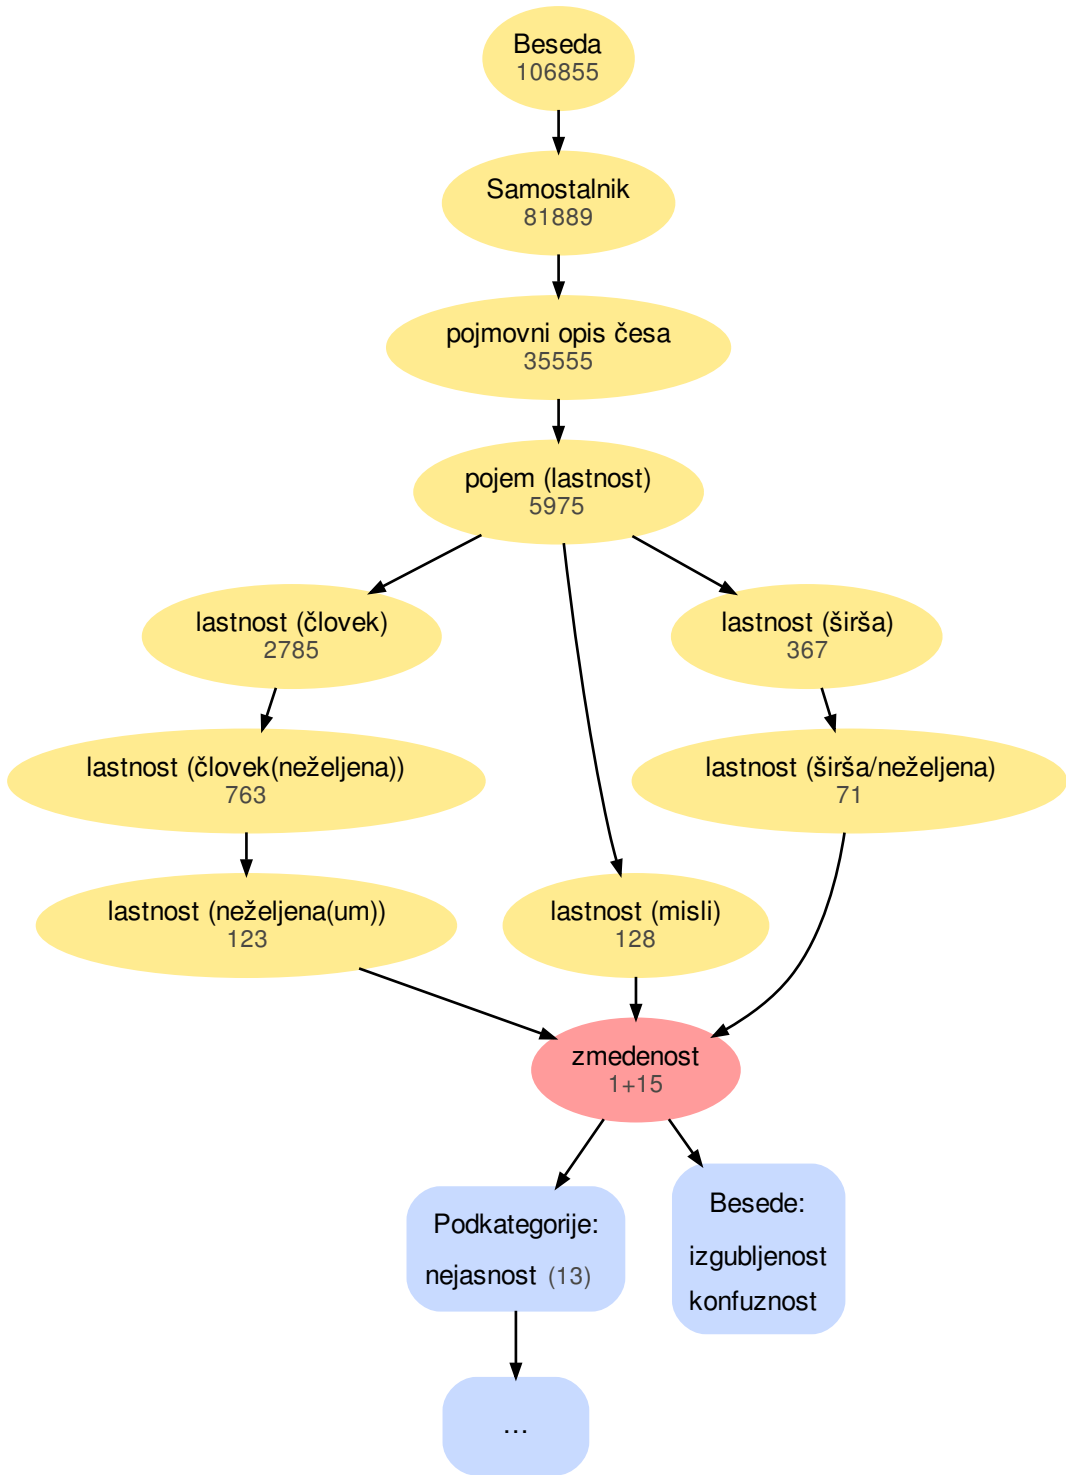 Beseda
106855
Samostalnik
81889
pojmovni opis česa
35555
pojem (lastnost)
5975
lastnost (človek)
2785
lastnost (širša)
367
lastnost (človek(neželjena))
763
lastnost (širša/neželjena)
71
lastnost (neželjena(um))
123
lastnost (misli)
128
zmedenost
1+15
Podkategorije:
nejasnost (13)
Besede:
izgubljenost
konfuznost
...